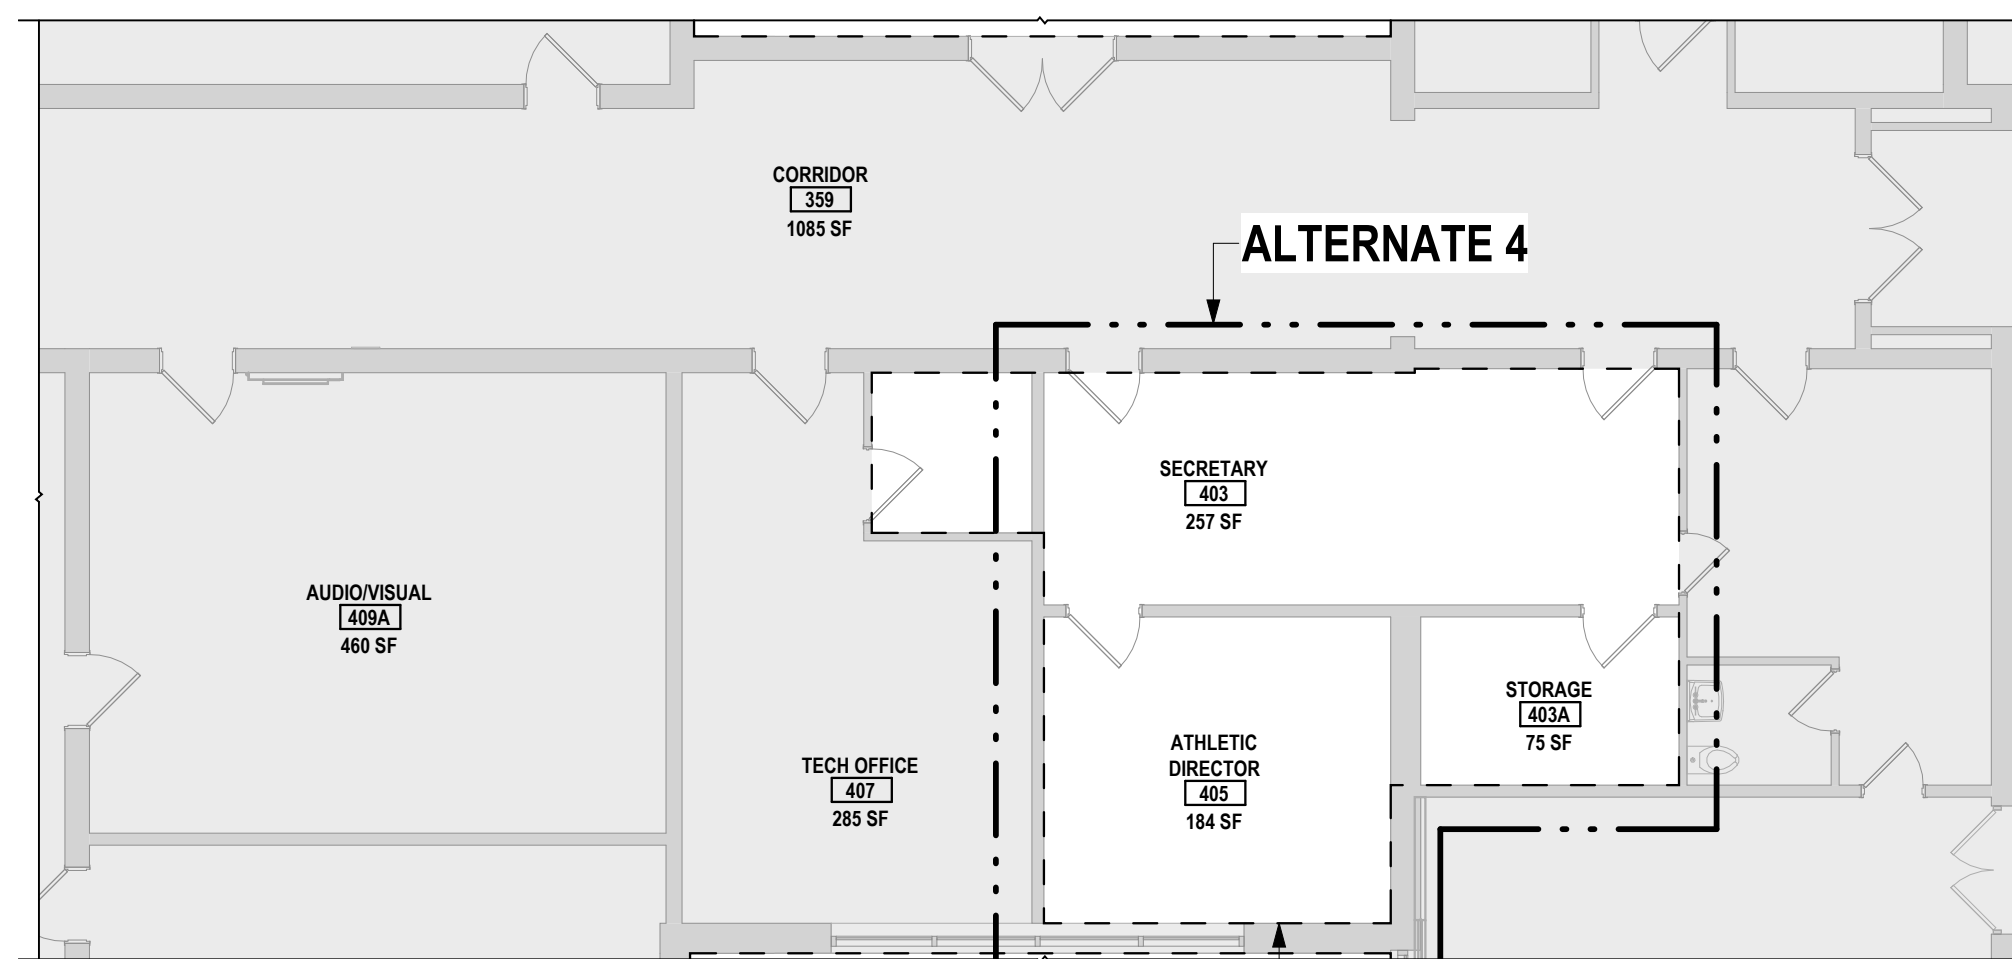 CORRIDOR
359
1085 SF
ALTERNATE 4
SECRETARY
403
257 SF
AUDIO/VISUAL
409A
460 SF
STORAGE
403A
75 SF
ATHLETIC
DIRECTOR
405
184 SF
TECH OFFICE
407
285 SF